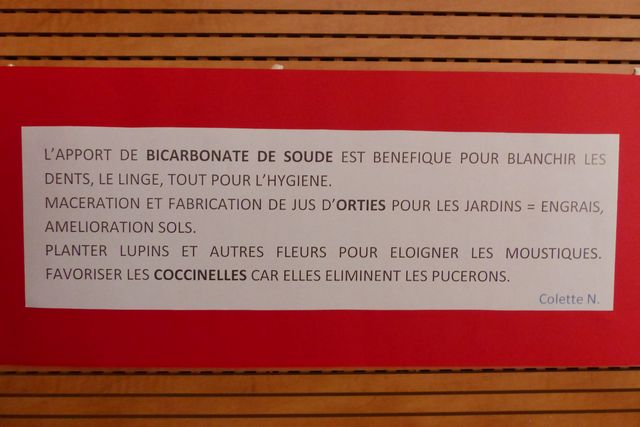 L'APPORT DE BICARBONATE DE SOUDE EST BENEFIQUE POUR BLANCHIR LES
DENTS, LE LINGE, TOUT POUR L'HYGIENE.
MACERATION ET FABRICATION DE JUS D'ORTIES POUR LES JARDINS = ENGRAIS,
AMELIORATION SOLS.
PLANTER LUPINS ET AUTRES FLEURS POUR ELOIGNER LES MOUSTIQUES.
FAVORISER LES COCCINELLES CAR ELLES ELIMINENT LES PUCERONS.
Colette N.